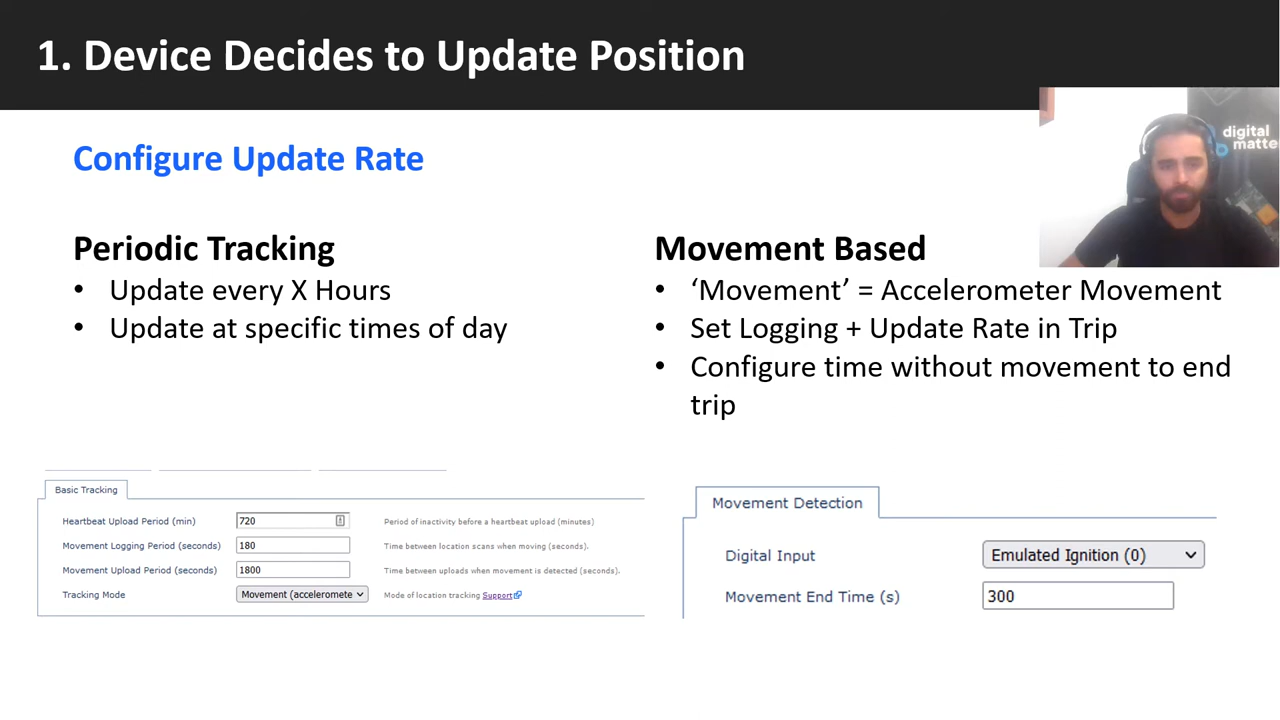 1. Device Decides to Update Position
digital
matte
Configure Update Rate
Periodic Tracking
• Update every X Hours
• Update at specific times of day
Movement Based
• ‘Movement’ = Accelerometer Movement
• Set Logging + Update Rate in Trip
• Configure time without movement to end
trip
Basic Tracking
Heartbeat Upload Period (min) 720 Period of inactivity before a heartbeat upload (minutes)
Movement Logging Period (seconds) 180 Time between location scans when moving (seconds).
Movement Upload Period (seconds) 1800 Time between uploads when movement is detected (seconds).
Tracking Mode Movement (acceleromete Mode of location tracking Support
Movement Detection
Digital Input Emulated Ignition (0)
Movement End Time (s) 300